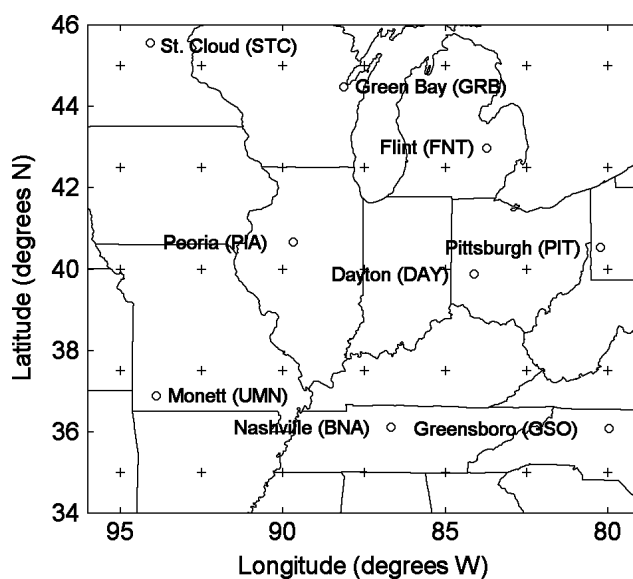 46
St. Cloud (STC)
Green Bay (GRB)
44
Flint (FNT)
42
Peoria (PIA)
Pittsburgh (PIT)
40
Dayton (DAY)
38
Monett (UMN)
Nashville (BNA)
Greensboro (GSO)
36
34
95
90
85
80
Latitude (degrees N)
Longitude (degrees W)